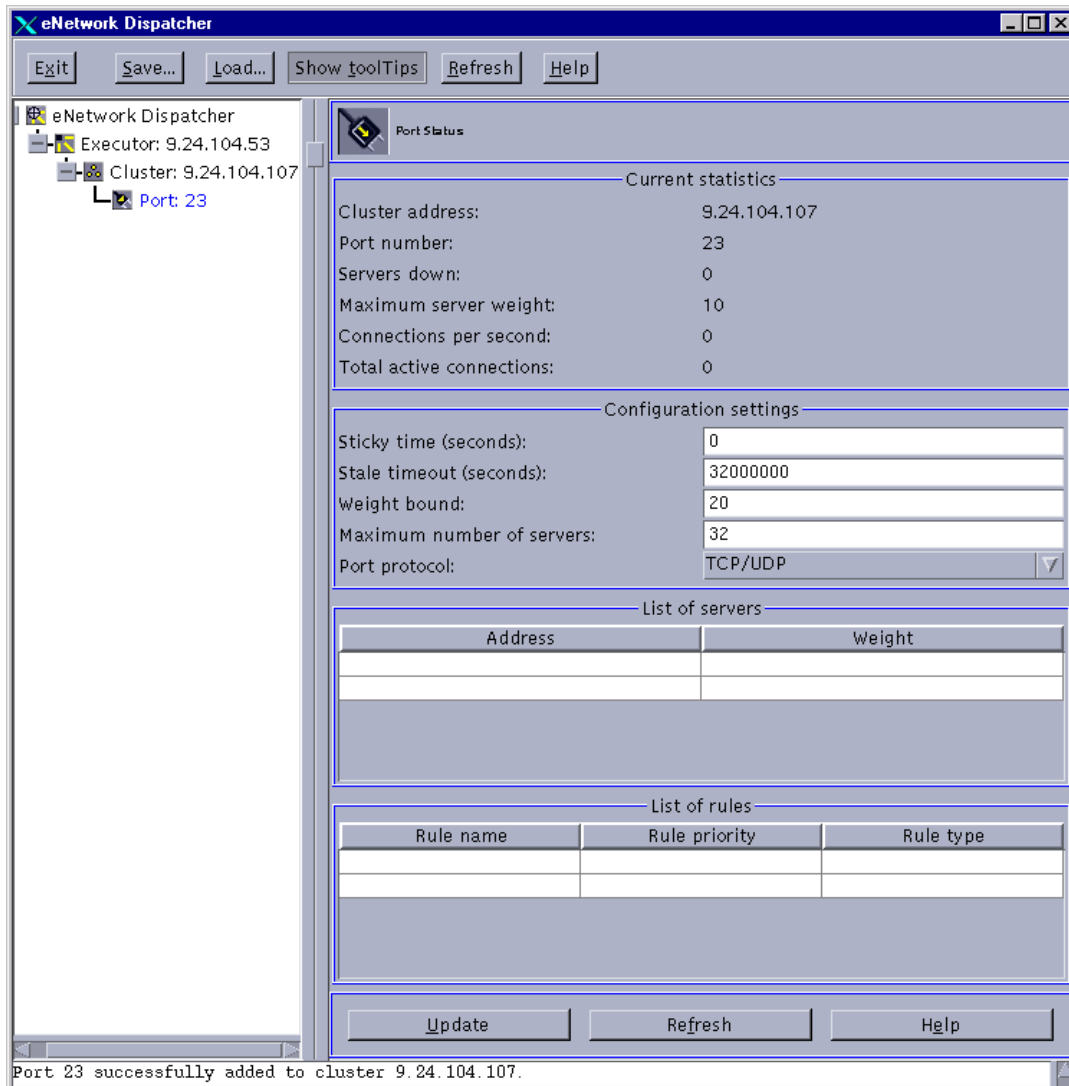 eNetwork Dispatcher
Exit Save... Load... Show toolTips Refresh Help
eNetwork Dispatcher
Executor: 9.24.104.53
Cluster: 9.24.104.107
Port: 23
Port Status
Current statistics
Cluster address: 9.24.104.107
Port number: 23
Servers down: 0
Maximum server weight: 10
Connections per second: 0
Total active connections: 0
Configuration settings
Sticky time (seconds): 0
Stale timeout (seconds): 32000000
Weight bound: 20
Maximum number of servers: 32
Port protocol: TCP/UDP
List of servers
Address Weight
List of rules
Rule name Rule priority Rule type
Update Refresh Help
Port 23 successfully added to cluster 9.24.104.107.